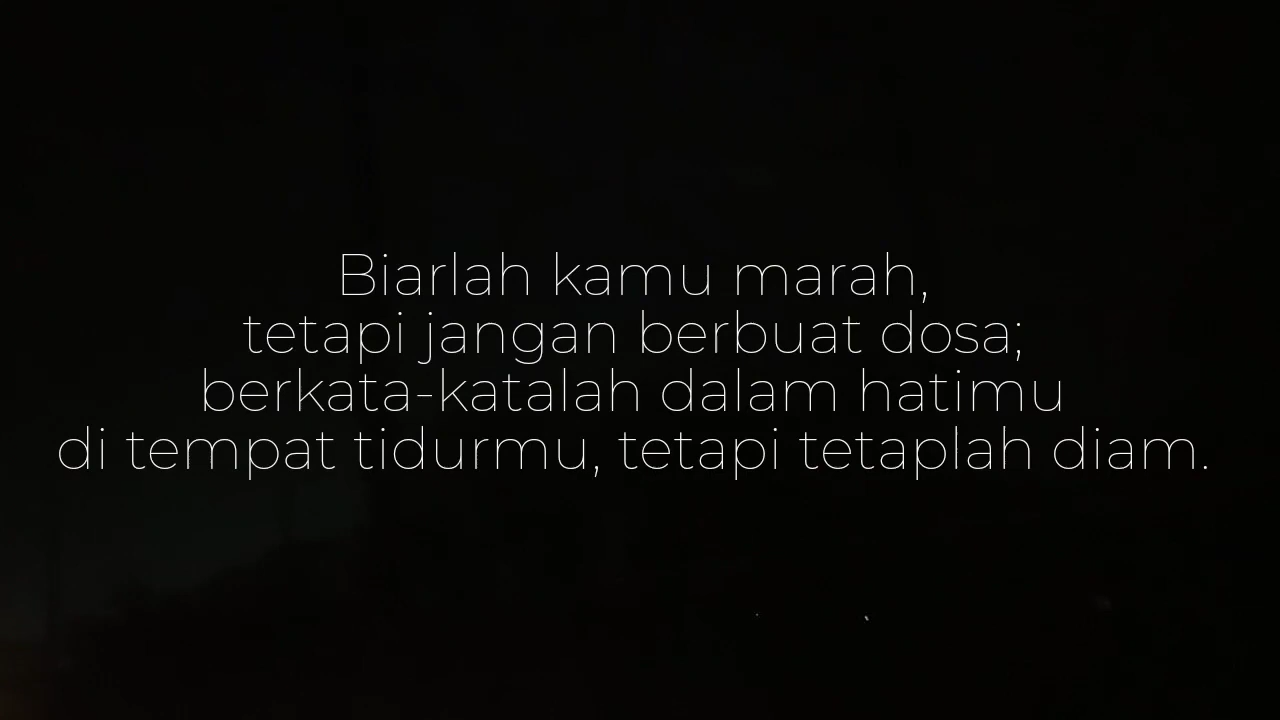 Biarlah kamu marah,
tetapi jangan berbuat dosa;
berkata-katalah dalam hatimu
di tempat tidurmu, tetapi tetaplah diam.